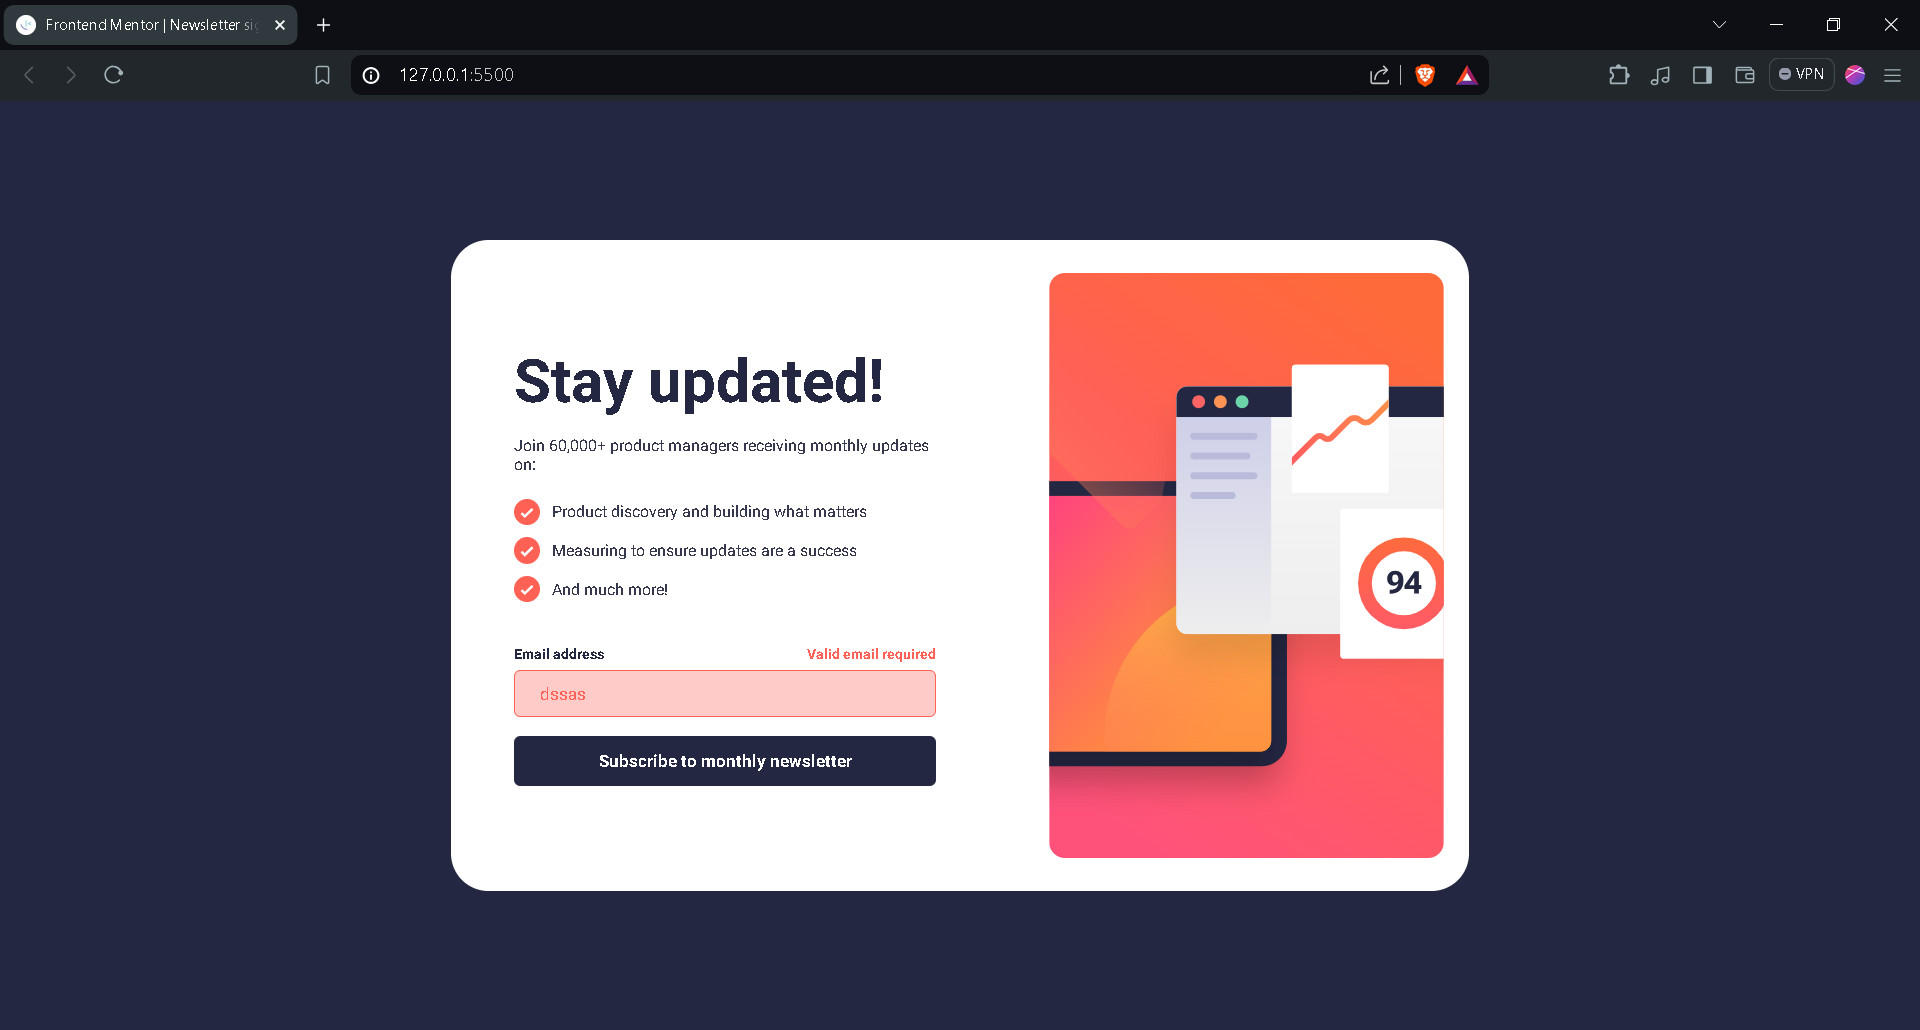 Frontend Mentor | Newsletter si
127.0.0.1:5500
VPN
Stay updated!
Join 60,000+ product managers receiving monthly updates
on:
Product discovery and building what matters
Measuring to ensure updates are a success
And much more!
Email address
Valid email required
dssas
Subscribe to monthly newsletter
94